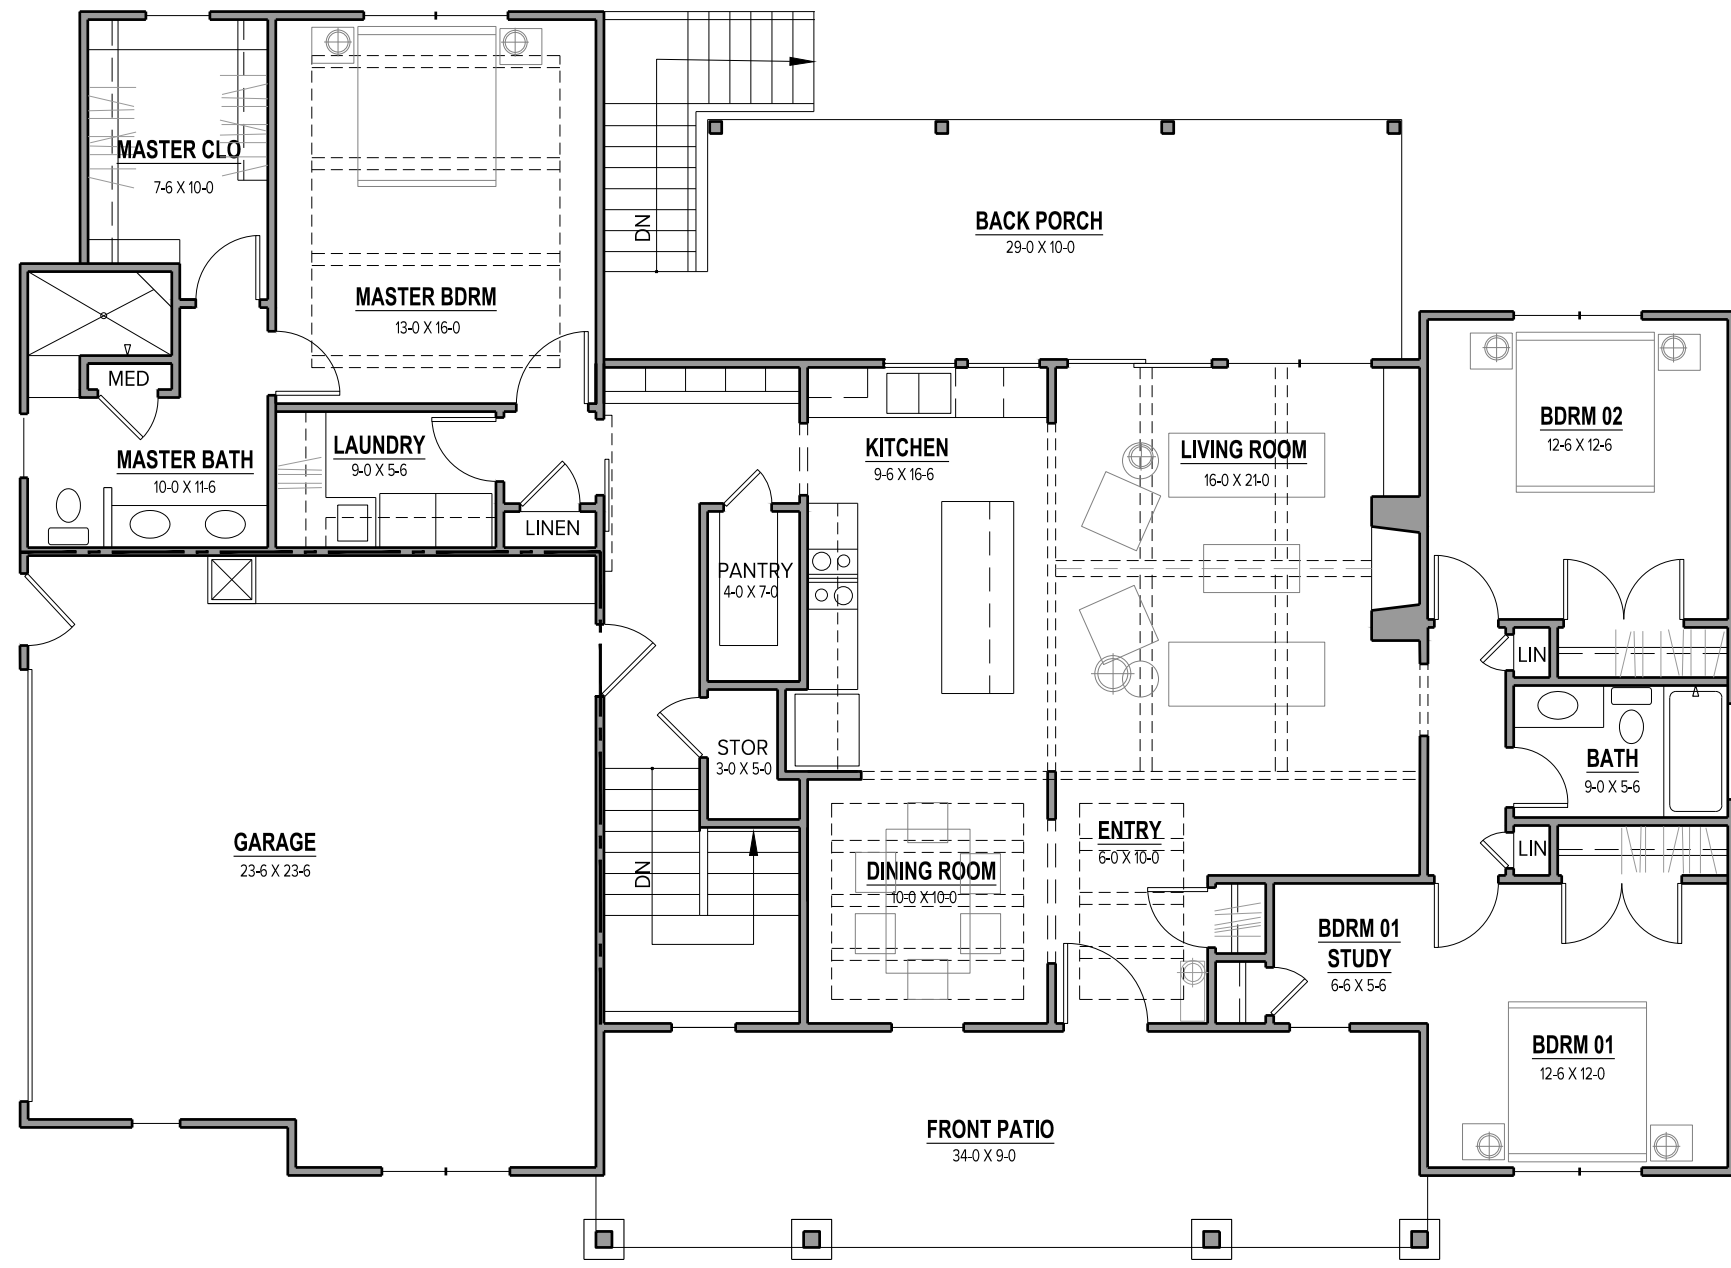 MASTER CLO
7-6 X 10-0
MASTER BDRM
13-0 X 16-0
DN
BACK PORCH
29-0 X 10-0
MED
MASTER BATH
10-0 X 11-6
LAUNDRY
9-0 X 5-6
LINEN
KITCHEN
9-6 X 16-6
LIVING ROOM
16-0 X 21-0
BDRM 02
12-6 X 12-6
PANTRY
4-0 X 7-0
LIN
STOR
3-0 X 5-0
BATH
9-0 X 5-6
GARAGE
23-6 X 23-6
DN
DINING ROOM
10-0 X 10-0
ENTRY
6-0 X 10-0
LIN
BDRM 01
STUDY
6-6 X 5-6
BDRM 01
12-6 X 12-0
FRONT PATIO
34-0 X 9-0